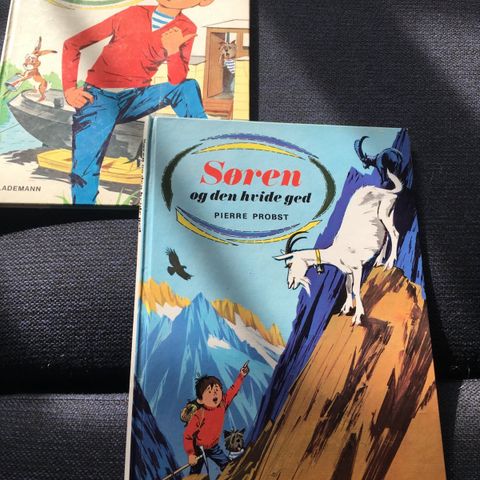 LADEMANN
Søren
og den hvide ged
PIERRE PROBST